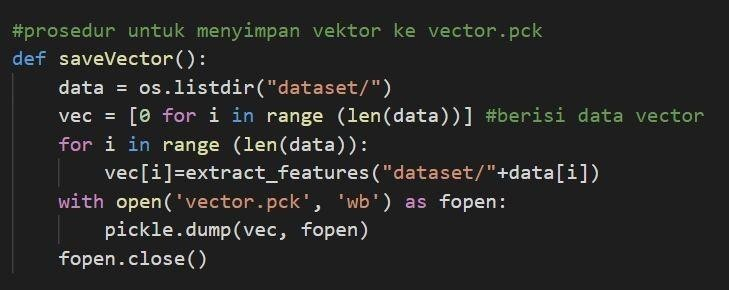 #prosedur untuk menyimpan vektor ke vector.pck
def saveVector():
    data = os.listdir("dataset/")
    vec = [0 for i in range (len(data))] #berisi data vector
    for i in range (len(data)):
        vec[i]=extract_features("dataset/"+data[i])
    with open('vector.pck', 'wb') as fopen:
        pickle.dump(vec, fopen)
    fopen.close()